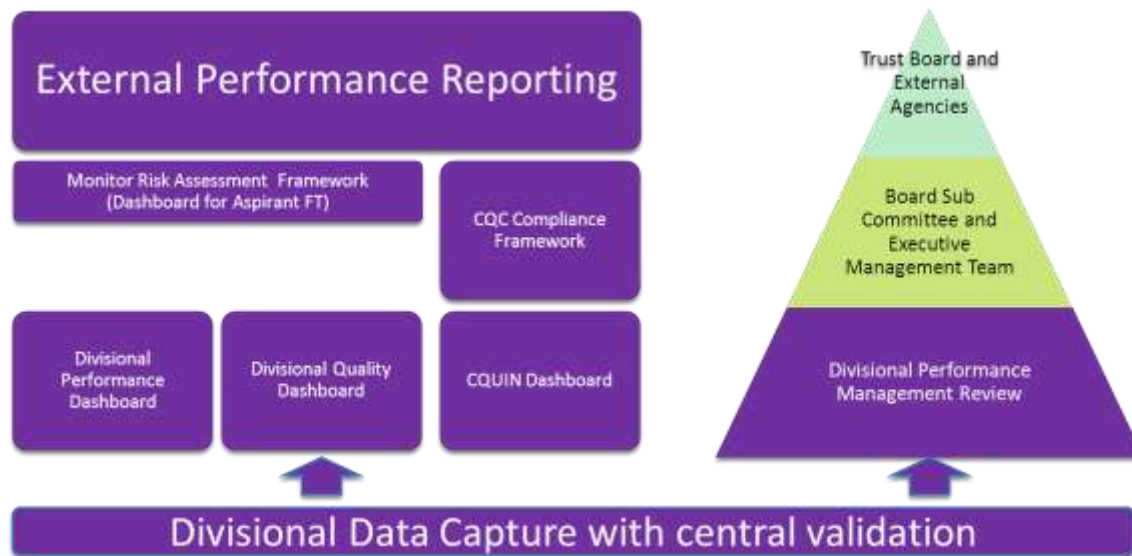 External Performance Reporting
Monitor Risk Assessment Framework
(Dashboard for Aspirant FT)
CQC Compliance
Framework
Divisional
Performance
Dashboard
Divisional Quality
Dashboard
CQUIN Dashboard
Trust Board and
External
Agencies
Board Sub
Committee and
Executive
Management Team
Divisional Performance
Management Review
Divisional Data Capture with central validation